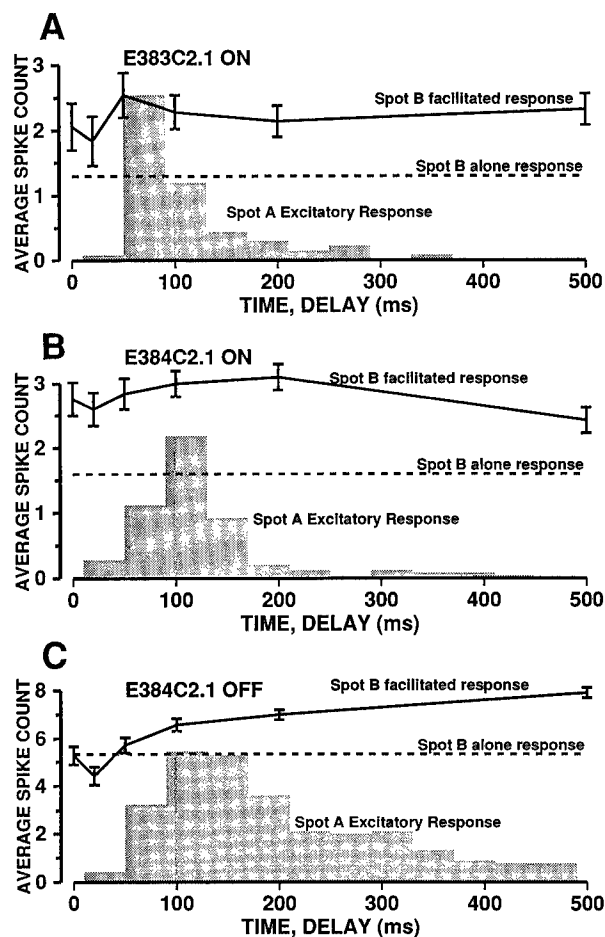 A
E383C2.1 ON
AVERAGE SPIKE COUNT
3
2
1
0
Spot B facilitated response
Spot B alone response
Spot A Excitatory Response
0 100 200 300 400 500
TIME, DELAY (ms)
B
E384C2.1 ON
AVERAGE SPIKE COUNT
3
2
1
0
Spot B facilitated response
Spot B alone response
Spot A Excitatory Response
0 100 200 300 400 500
TIME, DELAY (ms)
C
E384C2.1 OFF
AVERAGE SPIKE COUNT
8
6
4
2
0
Spot B facilitated response
Spot B alone response
Spot A Excitatory Response
0 100 200 300 400 500
TIME, DELAY (ms)